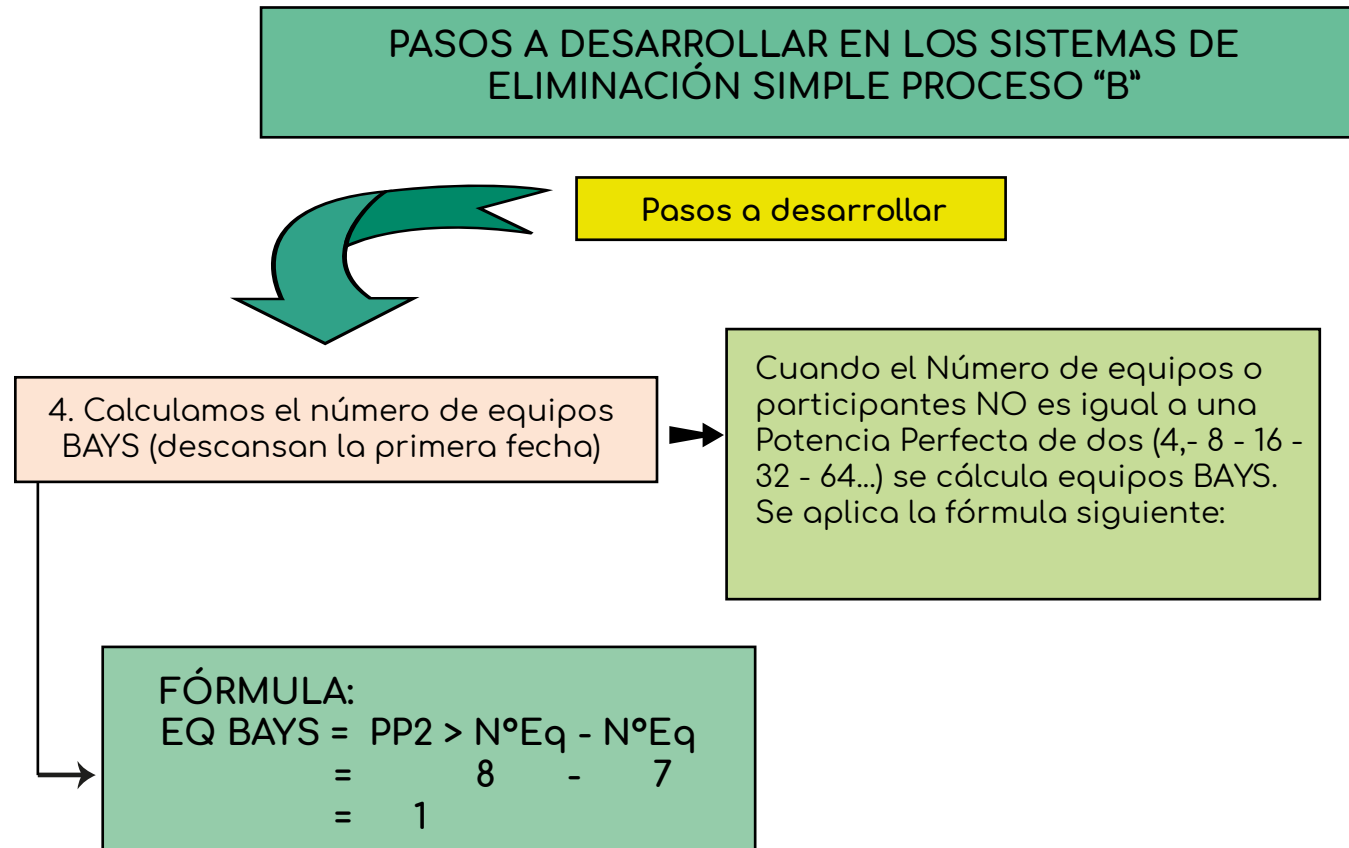 PASOS A DESARROLLAR EN LOS SISTEMAS DE
ELIMINACIÓN SIMPLE PROCESO “B”
Pasos a desarrollar
4. Calculamos el número de equipos
BAYS (descansan la primera fecha)
Cuando el Número de equipos o
participantes NO es igual a una
Potencia Perfecta de dos (4,- 8 - 16 -
32 - 64...) se cálcula equipos BAYS.
Se aplica la fórmula siguiente:
FÓRMULA:
EQ BAYS = PP2 > NºEq - NºEq
= 8 - 7
= 1